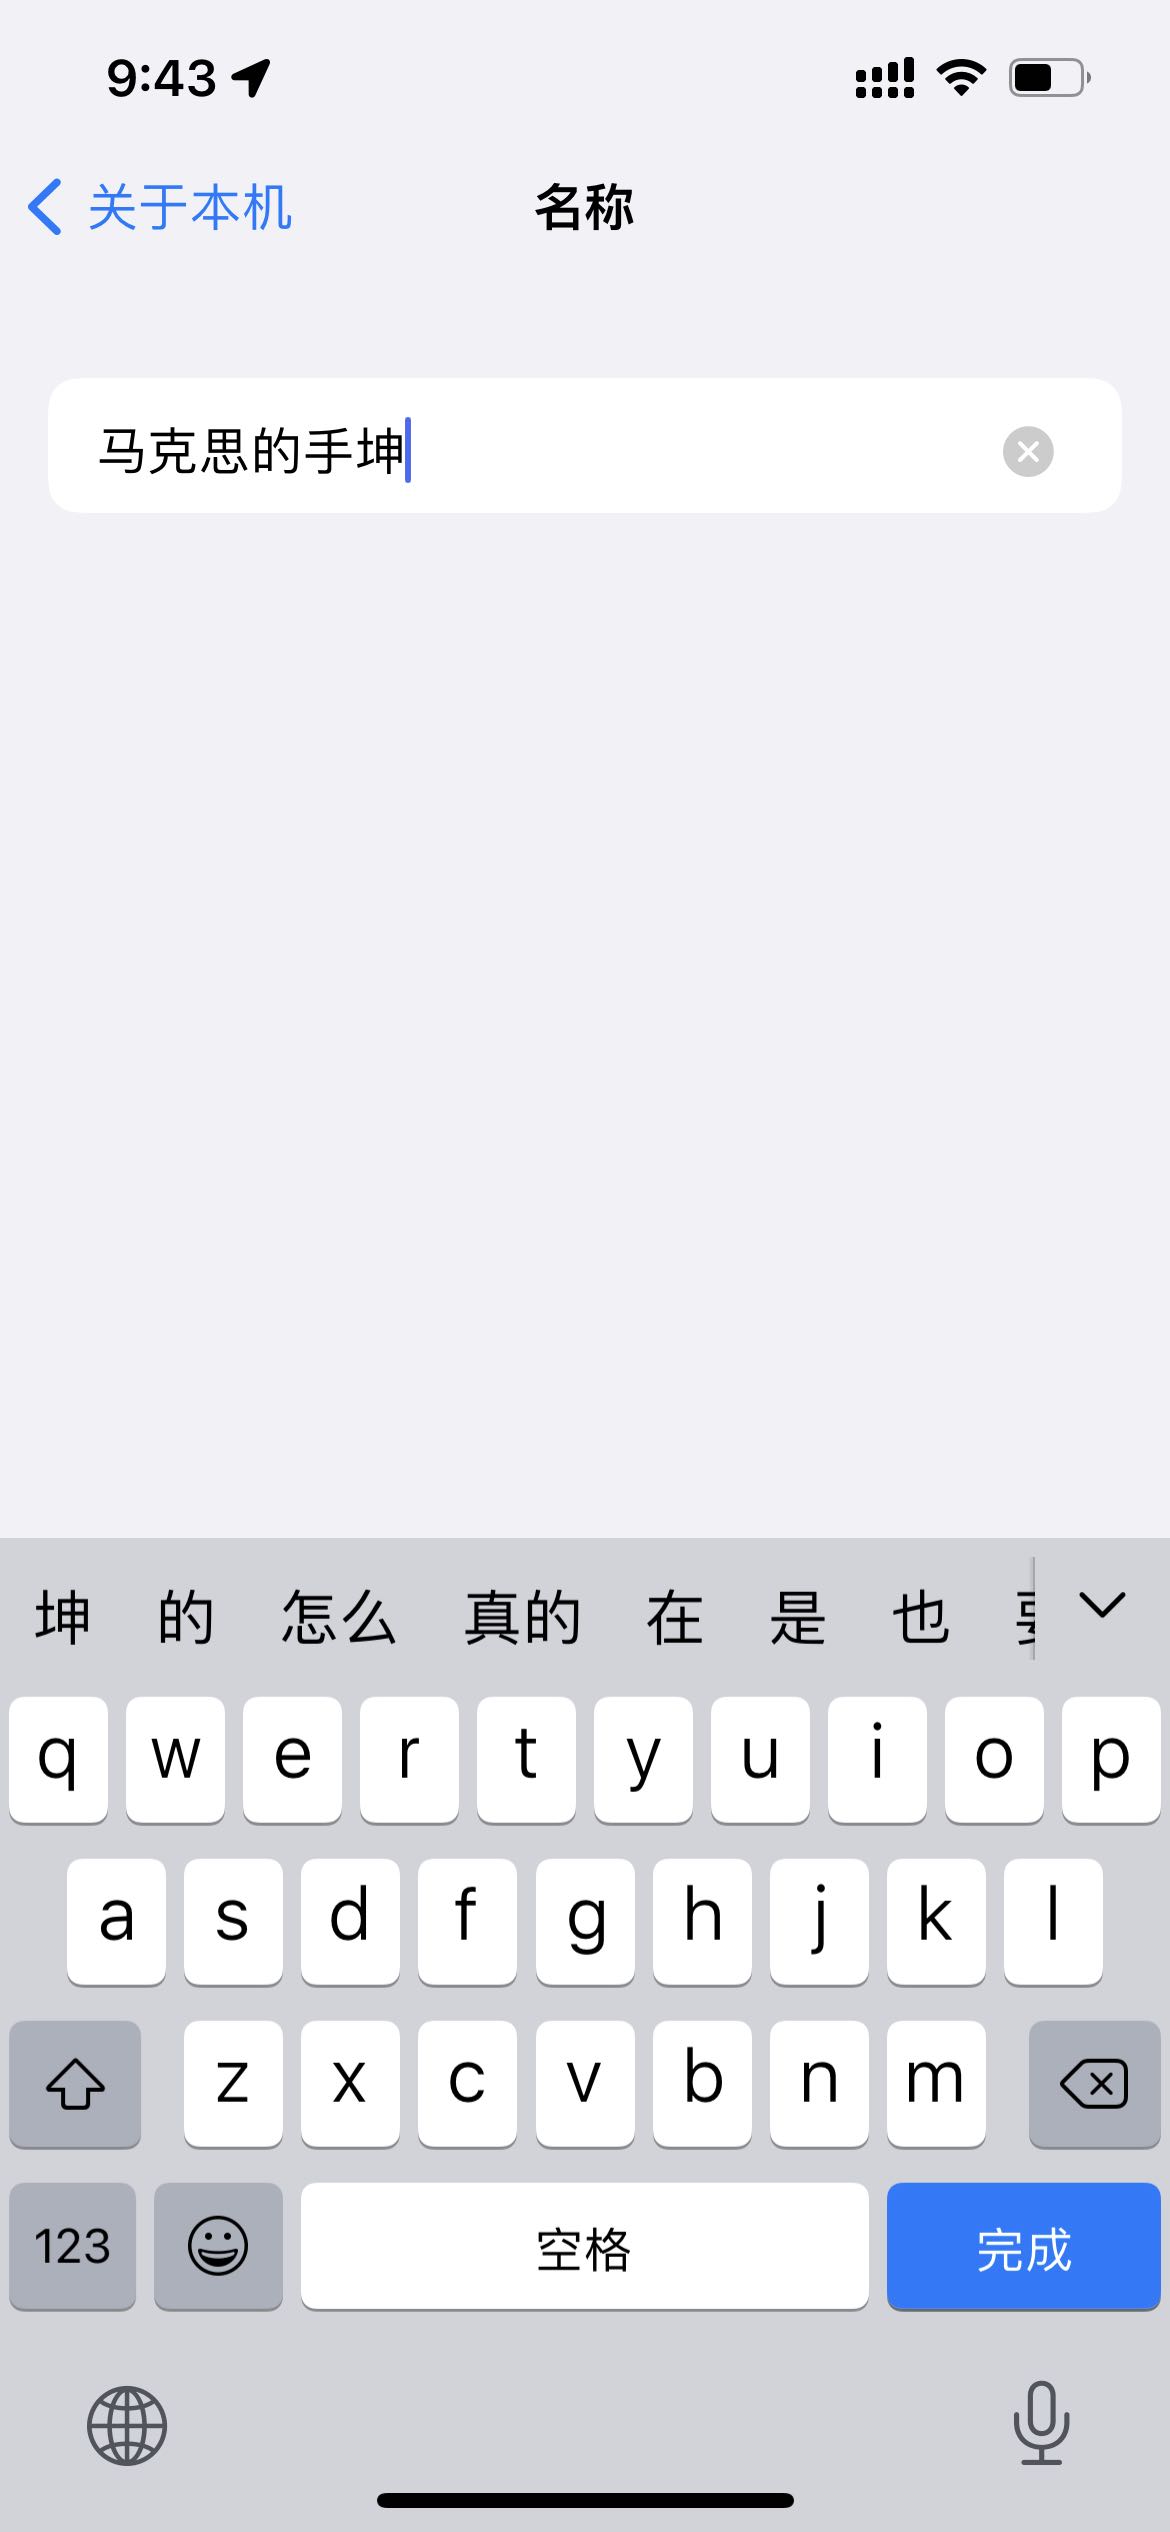 9:43
关于本机
名称
马克思的手坤
坤 的 怎么 真的 在 是 也
q w e r t y u i o p
a s d f g h j k l
z x c v b n m
123 空格 完成